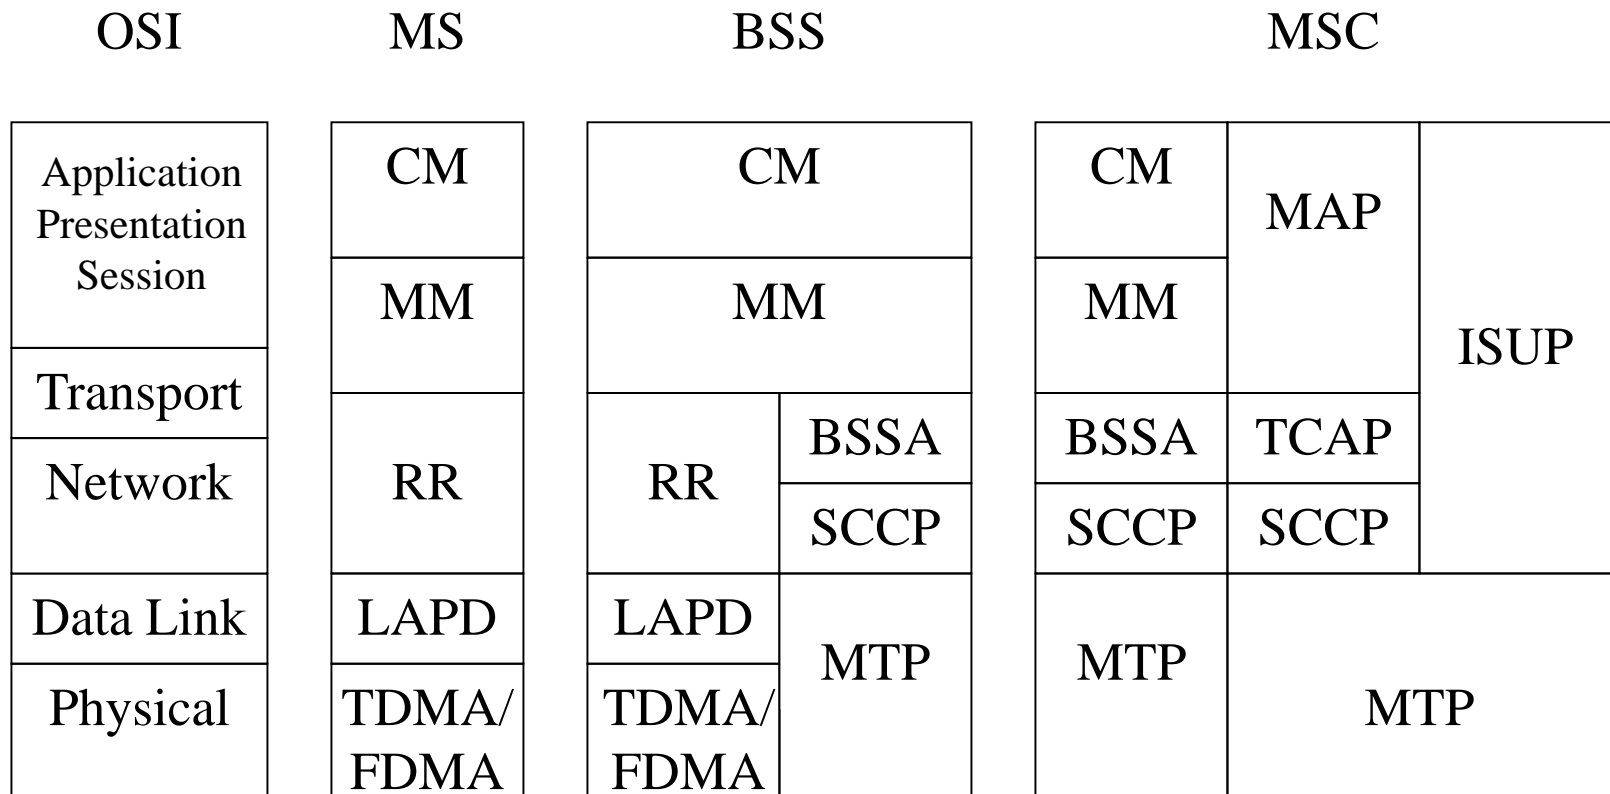 OSI
MS
BSS
MSC
Application
Presentation
Session
Transport
Network
Data Link
Physical
CM
MM
RR
LAPD
TDMA/
FDMA
CM
MM
RR
BSSA
SCCP
LAPD
TDMA/
FDMA
MTP
CM
MM
BSSA
SCCP
MTP
MAP
TCAP
SCCP
ISUP
MTP